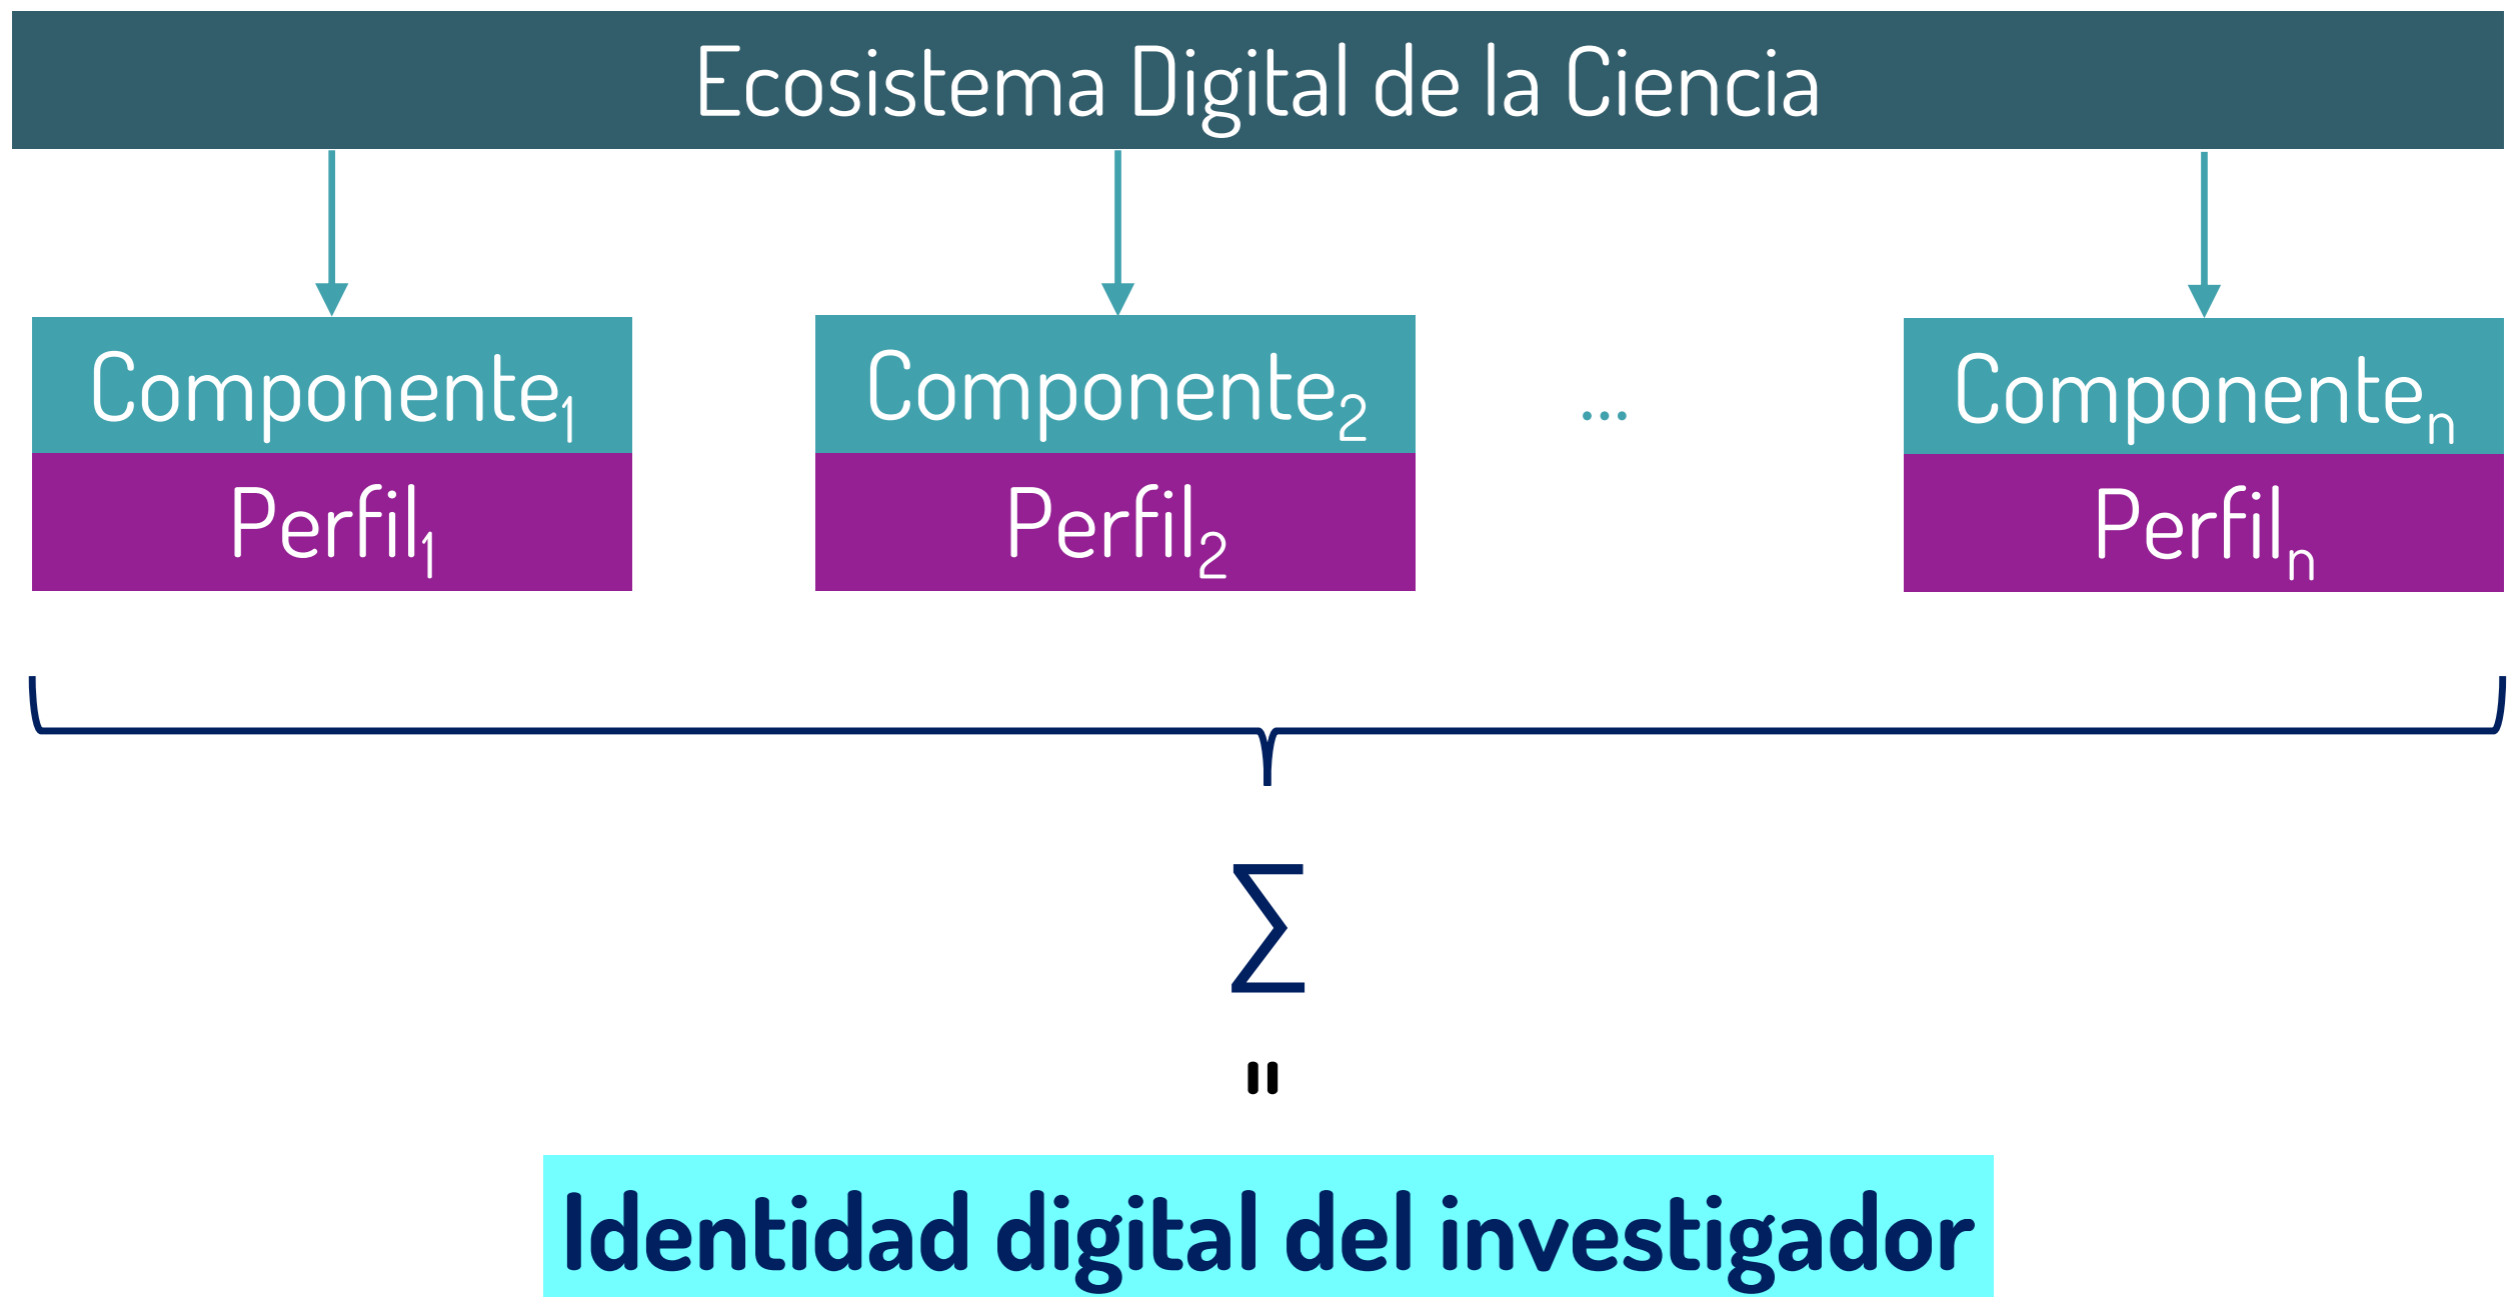 Ecosistema Digital de la Ciencia
Componente₁ Componente₂ ... Componenteₙ
Perfil₁ Perfil₂ Perfilₙ
∑
=
Identidad digital del investigador